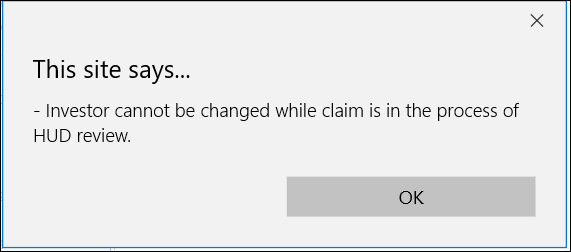 This site says...
- Investor cannot be changed while claim is in the process of
HUD review.
OK